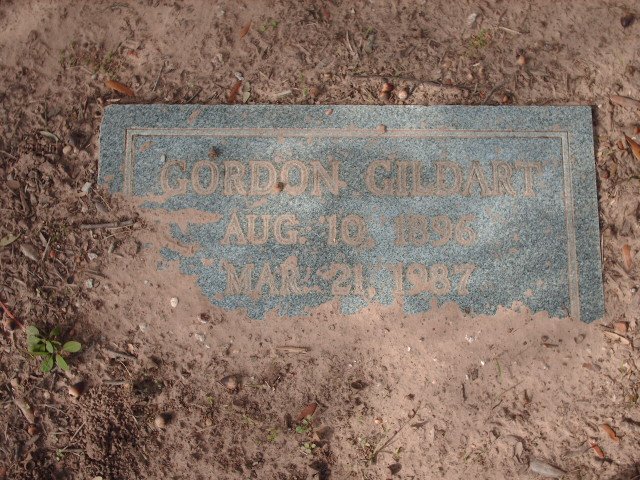 GORDON GILDART
AUG. 10, 1896
MAR. 21, 1987